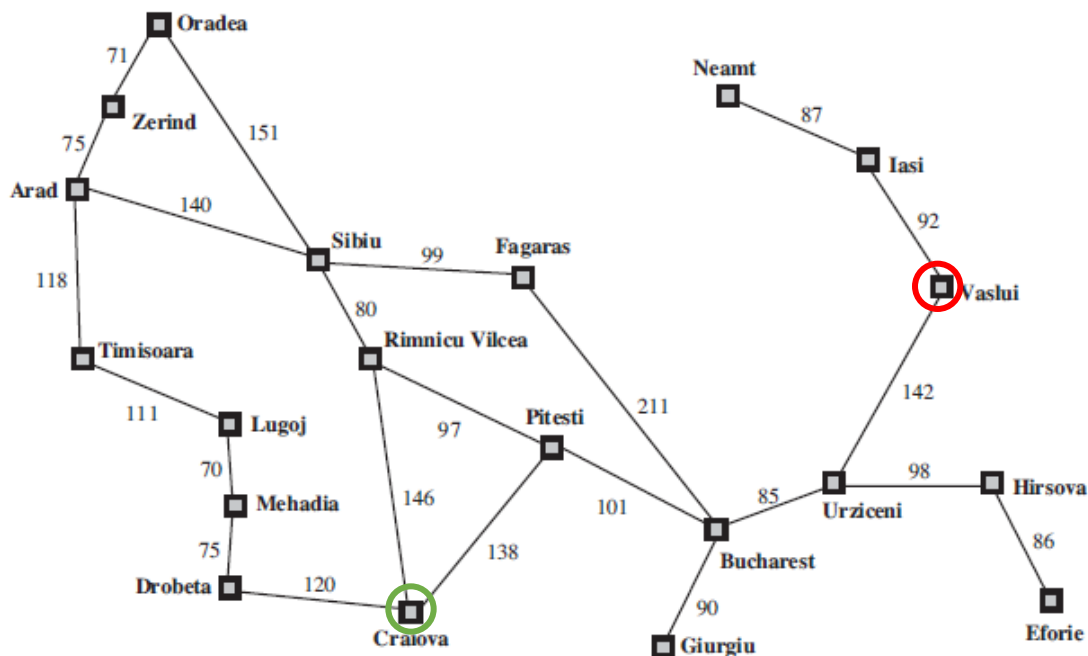 Oradea
71
Neamt
87
Zerind
151
75
Iasi
Arad
140
92
Sibiu
Fagaras
99
118
Vaslui
80
Timisoara
Rimnicu Vilcea
142
111
211
Lugoj
Pitesti
97
70
98
Hirsova
Mehadia
146
101
85
Urziceni
138
86
75
Bucharest
Drobeta
120
90
Craiova
Eforie
Giurgiu